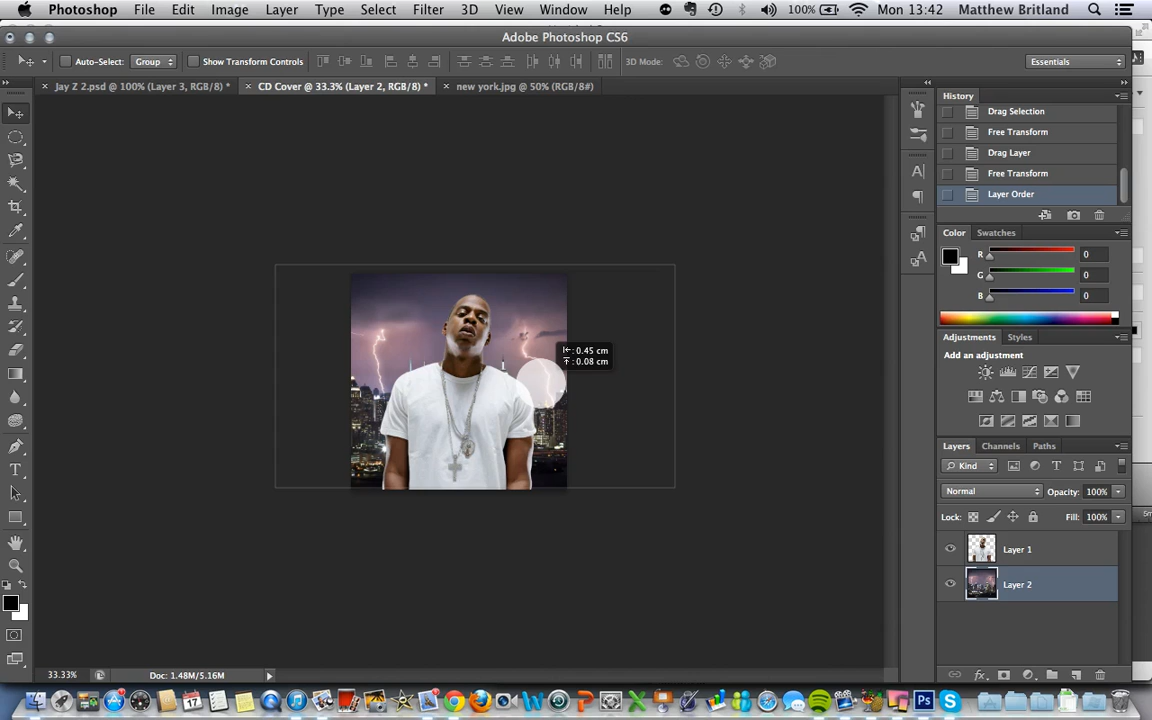 Photoshop File Edit Image Layer Type Select Filter 3D View Window Help 100% Mon 13:42 Matthew Britland
Adobe Photoshop CS6
Auto-Select: Group Show Transform Controls 3D Mode: Essentials
Jay Z 2.psd @ 100% (Layer 3, RGB/8) * CD Cover @ 33.3% (Layer 2, RGB/8) * new york.jpg @ 50% (RGB/8#)
History
Drag Selection
Free Transform
Drag Layer
Free Transform
Layer Order
Color Swatches
R 0
G 0
B 0
Adjustments Styles
Add an adjustment
Layers Channels Paths
Kind
Normal Opacity: 100%
Lock: Fill: 100%
Layer 1
Layer 2
: 0.45 cm
: 0.08 cm
33.33% Doc: 1.48M/5.16M
17
Ps